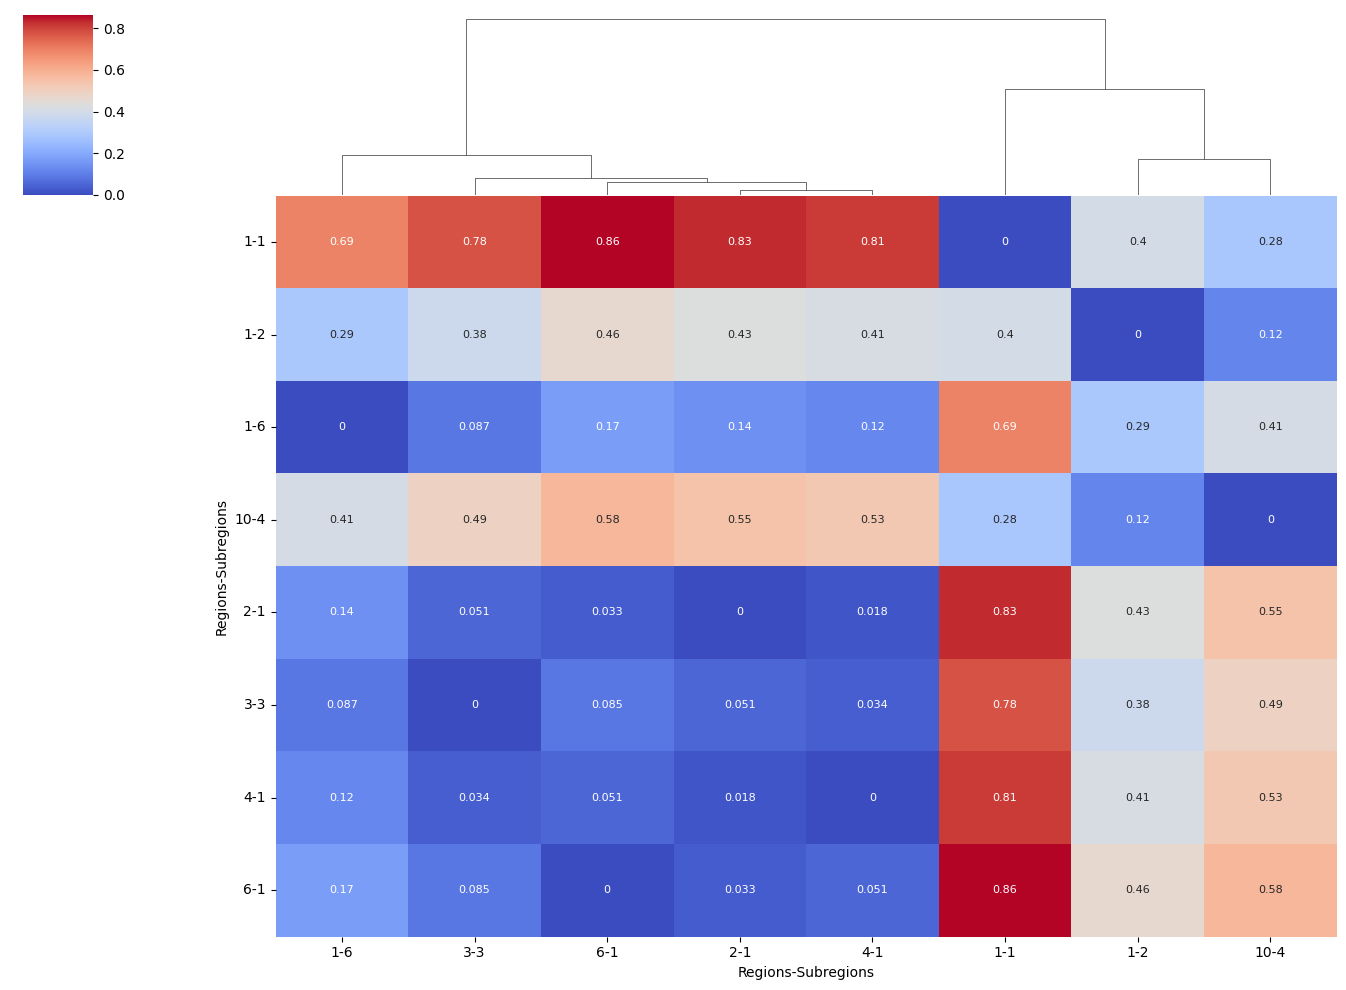 0.8
0.6
0.4
0.2
0.0
1-1 0.69 0.78 0.86 0.83 0.81 0 0.4 0.28
1-2 0.29 0.38 0.46 0.43 0.41 0.4 0 0.12
1-6 0 0.087 0.17 0.14 0.12 0.69 0.29 0.41
10-4 0.41 0.49 0.58 0.55 0.53 0.28 0.12 0
2-1 0.14 0.051 0.033 0 0.018 0.83 0.43 0.55
3-3 0.087 0 0.085 0.051 0.034 0.78 0.38 0.49
4-1 0.12 0.034 0.051 0.018 0 0.81 0.41 0.53
6-1 0.17 0.085 0 0.033 0.051 0.86 0.46 0.58
Regions-Subregions
1-6 3-3 6-1 2-1 4-1 1-1 1-2 10-4
Regions-Subregions